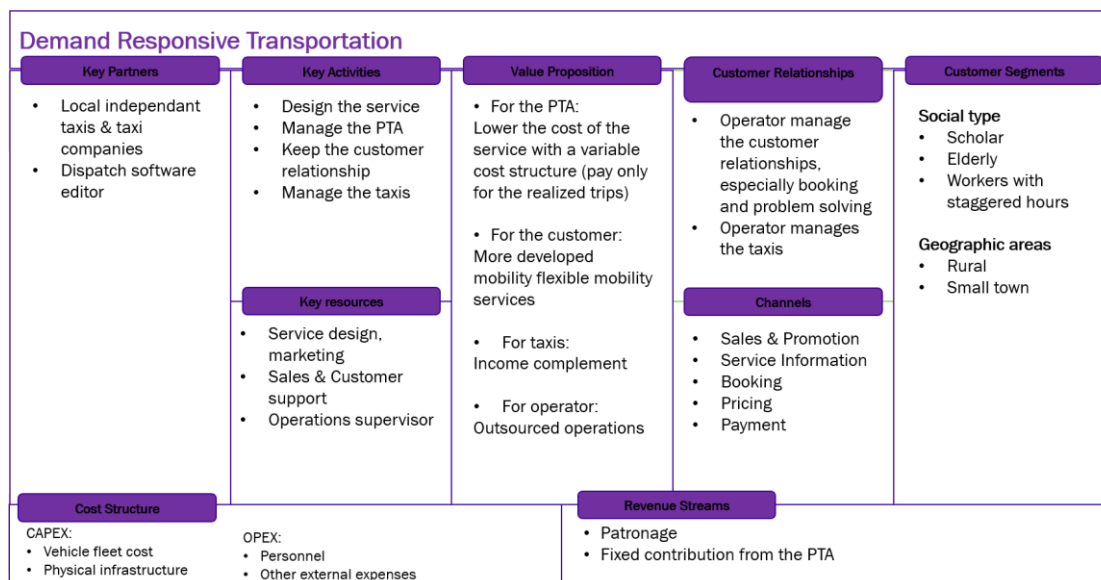 Demand Responsive Transportation
Key Partners
• Local independant
taxis & taxi
companies
• Dispatch software
editor
Key Activities
• Design the service
• Manage the PTA
• Keep the customer
relationship
• Manage the taxis
Key resources
• Service design,
marketing
• Sales & Customer
support
• Operations supervisor
Value Proposition
• For the PTA:
Lower the cost of the
service with a variable
cost structure (pay only
for the realized trips)
• For the customer:
More developed
mobility flexible mobility
services
• For taxis:
Income complement
• For operator:
Outsourced operations
Customer Relationships
• Operator manage
the customer
relationships,
especially booking
and problem solving
• Operator manages
the taxis
Channels
• Sales & Promotion
• Service Information
• Booking
• Pricing
• Payment
Customer Segments
Social type
• Scholar
• Elderly
• Workers with
staggered hours
Geographic areas
• Rural
• Small town
Cost Structure
CAPEX:
• Vehicle fleet cost
• Physical infrastructure
OPEX:
• Personnel
• Other external expenses
Revenue Streams
• Patronage
• Fixed contribution from the PTA